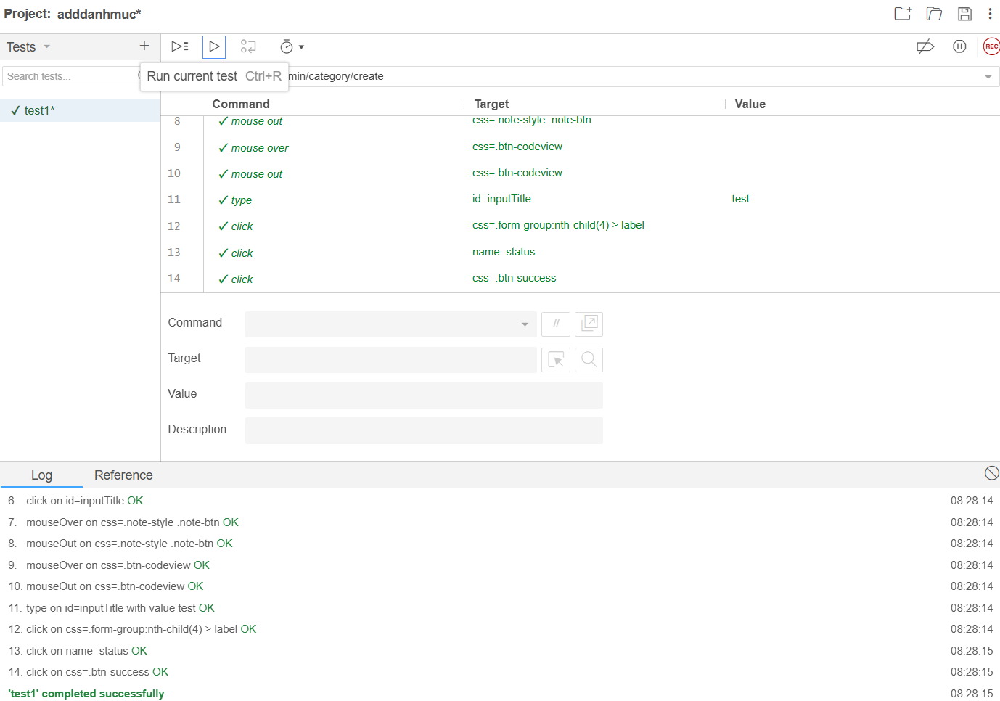 Project: adddanhmuc*
Tests
REC
Search tests...
Run current test Ctrl+R
min/category/create
Command Target Value
✓ test1*
8 ✓ mouse out css=.note-style .note-btn
9 ✓ mouse over css=.btn-codeview
10 ✓ mouse out css=.btn-codeview
11 ✓ type id=inputTitle test
12 ✓ click css=.form-group:nth-child(4) > label
13 ✓ click name=status
14 ✓ click css=.btn-success
Command //
Target
Value
Description
Log Reference
6. click on id=inputTitle OK 08:28:14
7. mouseOver on css=.note-style .note-btn OK 08:28:14
8. mouseOut on css=.note-style .note-btn OK 08:28:14
9. mouseOver on css=.btn-codeview OK 08:28:14
10. mouseOut on css=.btn-codeview OK 08:28:14
11. type on id=inputTitle with value test OK 08:28:14
12. click on css=.form-group:nth-child(4) > label OK 08:28:14
13. click on name=status OK 08:28:15
14. click on css=.btn-success OK 08:28:15
'test1' completed successfully 08:28:15